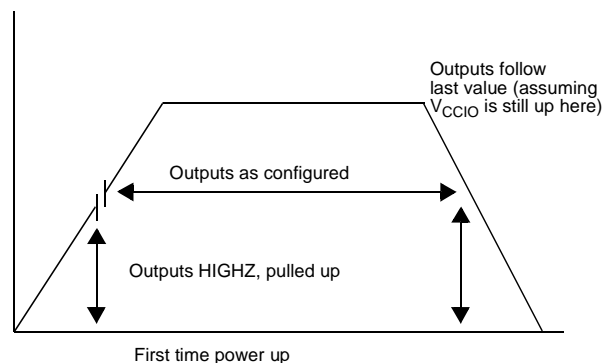 Outputs follow
last value (assuming
VCCIO is still up here)
Outputs as configured
Outputs HIGHZ, pulled up
First time power up